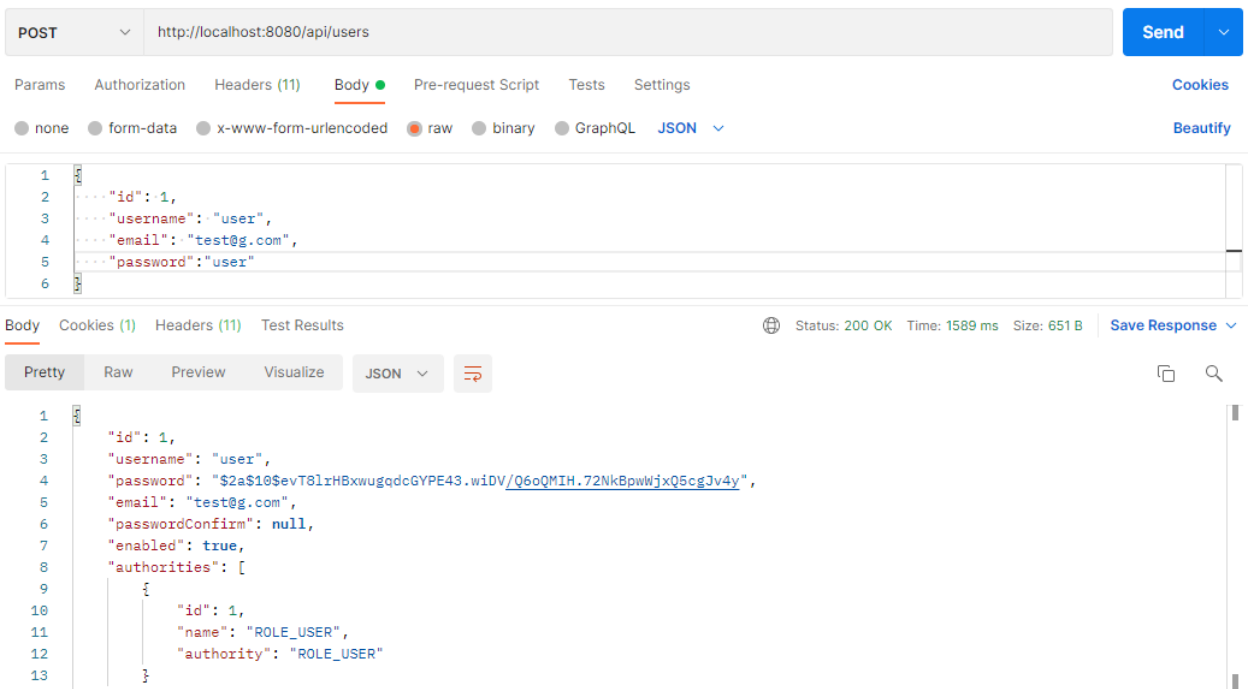 POST http://localhost:8080/api/users Send
Params Authorization Headers (11) Body Pre-request Script Tests Settings Cookies
none form-data x-www-form-urlencoded raw binary GraphQL JSON Beautify
1 {
2 ····"id":·1,
3 ····"username":·"user",
4 ····"email":·"test@g.com",
5 ····"password":"user"
6 }
Body Cookies (1) Headers (11) Test Results Status: 200 OK Time: 1589 ms Size: 651 B Save Response
Pretty Raw Preview Visualize JSON
1 {
2 "id": 1,
3 "username": "user",
4 "password": "$2a$10$evT8lrHBxwugqdcGYPE43.wiDV/Q6oQMIH.72NkBpwWjxQ5cgJv4y",
5 "email": "test@g.com",
6 "passwordConfirm": null,
7 "enabled": true,
8 "authorities": [
9 {
10 "id": 1,
11 "name": "ROLE_USER",
12 "authority": "ROLE_USER"
13 }